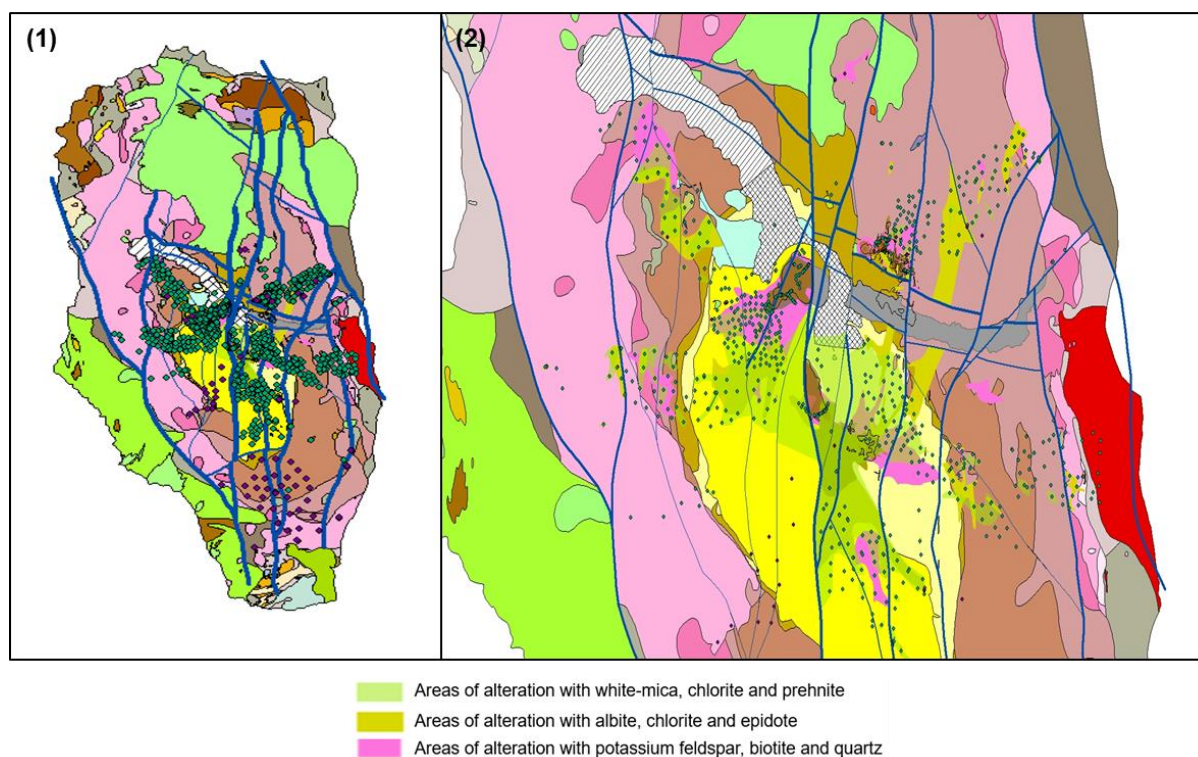 (1)
(2)
Areas of alteration with white-mica, chlorite and prehnite
Areas of alteration with albite, chlorite and epidote
Areas of alteration with potassium feldspar, biotite and quartz